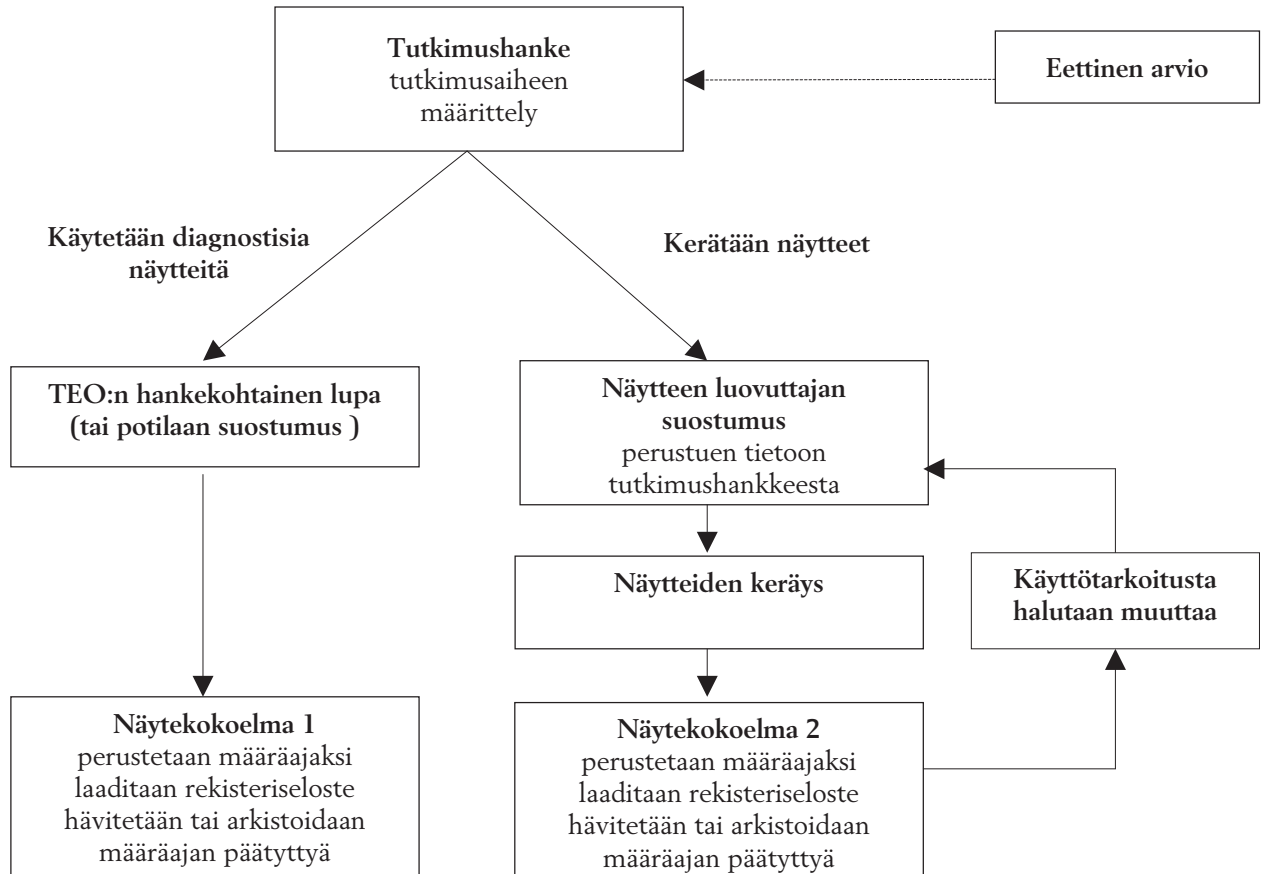 Tutkimushanke
tutkimusaiheen
määrittely
Eettinen arvio
Käytetään diagnostisia
näytteitä
Kerätään näytteet
TEO:n hankekohtainen lupa
(tai potilaan suostumus )
Näytteen luovuttajan
suostumus
perustuen tietoon
tutkimushankkeesta
Näytteiden keräys
Käyttötarkoitusta
halutaan muuttaa
Näytekokoelma 1
perustetaan määräajaksi
laaditaan rekisteriseloste
hävitetään tai arkistoidaan
määräajan päätyttyä
Näytekokoelma 2
perustetaan määräajaksi
laaditaan rekisteriseloste
hävitetään tai arkistoidaan
määräajan päätyttyä